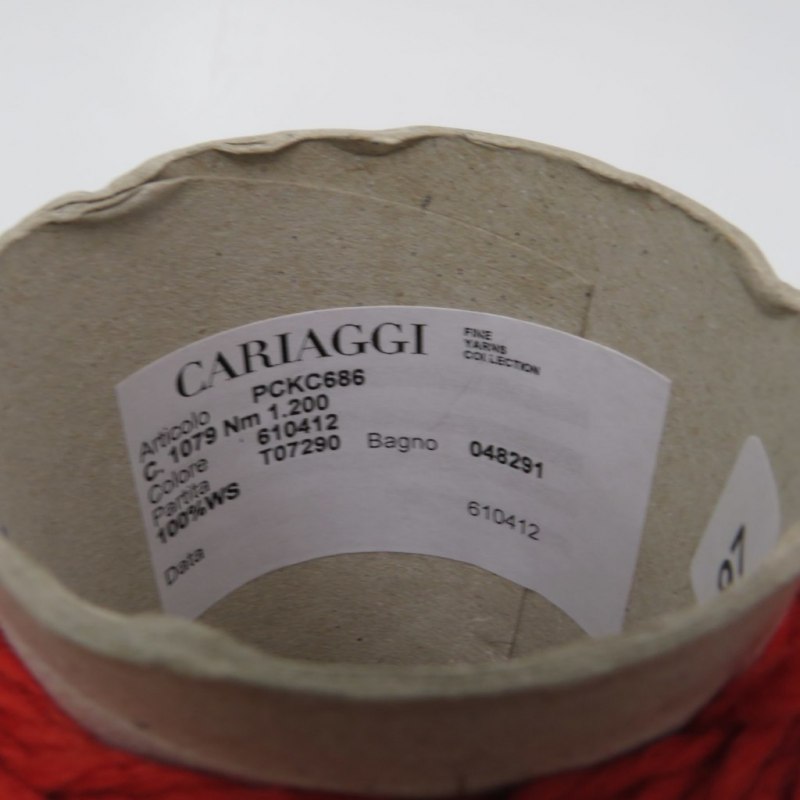 CARIAGGI
FINE
YARNS
COLLECTION
Articolo PCKC686
C. 1079 Nm 1.200
Colore 610412
Partita T07290 Bagno 048291
100%WS
610412
Data
97